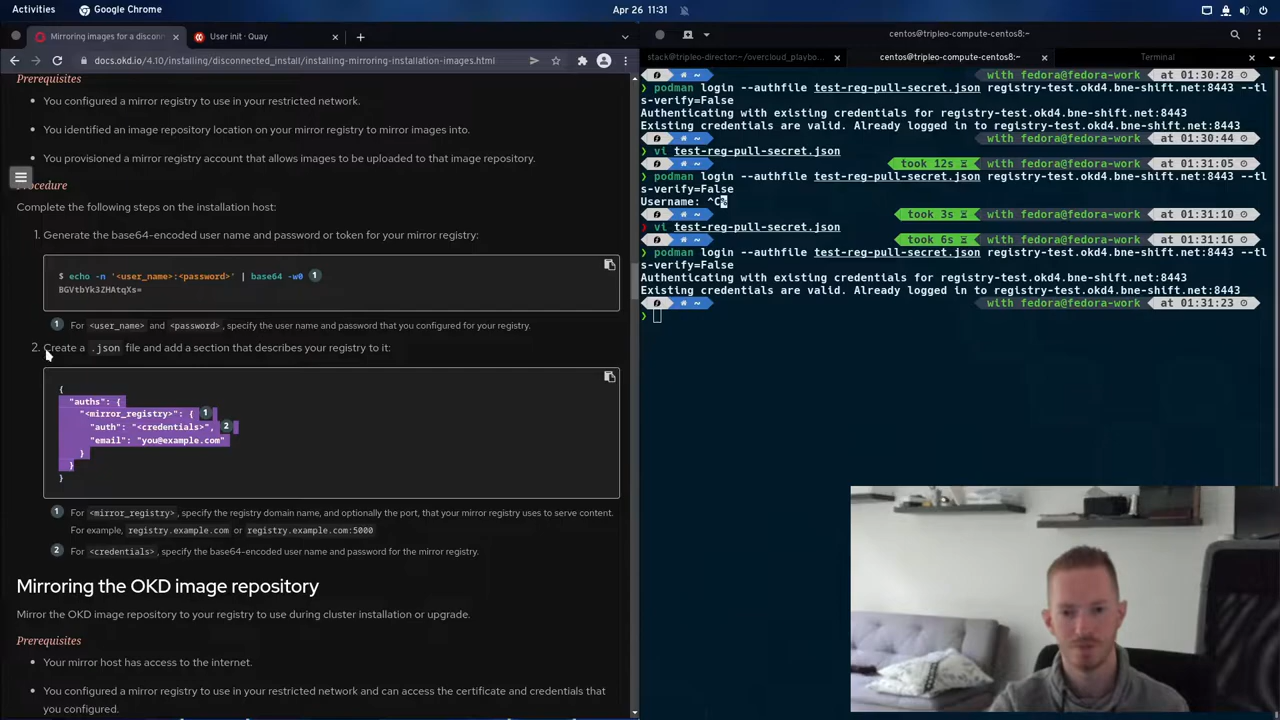 Activities
Google Chrome
Apr 26 11:31
Mirroring images for a disconn
User init · Quay
docs.okd.io/4.10/installing/disconnected_install/installing-mirroring-installation-images.html
Prerequisites
You configured a mirror registry to use in your restricted network.
You identified an image repository location on your mirror registry to mirror images into.
You provisioned a mirror registry account that allows images to be uploaded to that image repository.
Procedure
Complete the following steps on the installation host:
1. Generate the base64-encoded user name and password or token for your mirror registry:
$ echo -n '<user_name>:<password>' | base64 -w0 1
BGVtbYk3ZHAtqXs=
1 For <user_name> and <password>, specify the user name and password that you configured for your registry.
2. Create a .json file and add a section that describes your registry to it:
{
"auths": {
"<mirror_registry>": { 1
"auth": "<credentials>", 2
"email": "you@example.com"
}
}
}
1 For <mirror_registry>, specify the registry domain name, and optionally the port, that your mirror registry uses to serve content.
For example, registry.example.com or registry.example.com:5000
2 For <credentials>, specify the base64-encoded user name and password for the mirror registry.
Mirroring the OKD image repository
Mirror the OKD image repository to your registry to use during cluster installation or upgrade.
Prerequisites
Your mirror host has access to the internet.
You configured a mirror registry to use in your restricted network and can access the certificate and credentials that
you configured.
centos@tripleo-compute-centos8:~
stack@tripleo-director:~/overcloud_playbo...
centos@tripleo-compute-centos8:~
Terminal
~ with fedora@fedora-work at 01:30:28
❯ podman login --authfile test-reg-pull-secret.json registry-test.okd4.bne-shift.net:8443 --tl
s-verify=False
Authenticating with existing credentials for registry-test.okd4.bne-shift.net:8443
Existing credentials are valid. Already logged in to registry-test.okd4.bne-shift.net:8443
~ with fedora@fedora-work at 01:30:44
❯ vi test-reg-pull-secret.json
~ took 12s with fedora@fedora-work at 01:31:05
❯ podman login --authfile test-reg-pull-secret.json registry-test.okd4.bne-shift.net:8443 --tl
s-verify=False
Username: ^C%
~ took 3s with fedora@fedora-work at 01:31:10
❯ vi test-reg-pull-secret.json
~ took 6s with fedora@fedora-work at 01:31:16
❯ podman login --authfile test-reg-pull-secret.json registry-test.okd4.bne-shift.net:8443 --tl
s-verify=False
Authenticating with existing credentials for registry-test.okd4.bne-shift.net:8443
Existing credentials are valid. Already logged in to registry-test.okd4.bne-shift.net:8443
~ with fedora@fedora-work at 01:31:23
❯